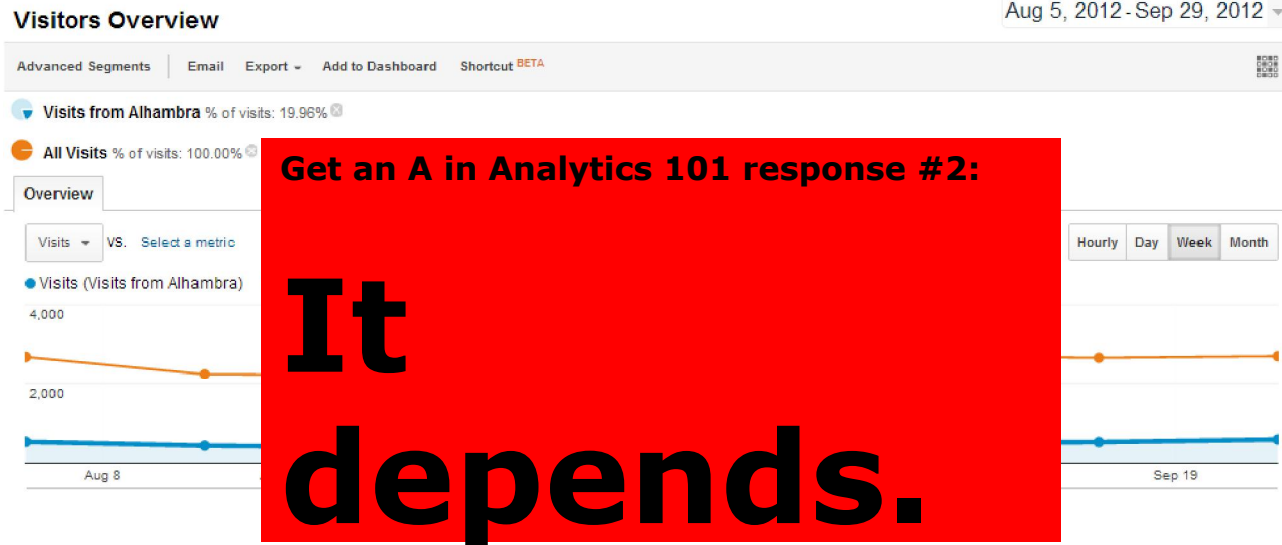 Visitors Overview
Aug 5, 2012 - Sep 29, 2012
Advanced Segments Email Export Add to Dashboard Shortcut BETA
Visits from Alhambra % of visits: 19.96%
All Visits % of visits: 100.00%
Get an A in Analytics 101 response #2:
Overview
Visits VS. Select a metric
Hourly Day Week Month
Visits (Visits from Alhambra)
4,000
It
2,000
depends.
Aug 8
Sep 19